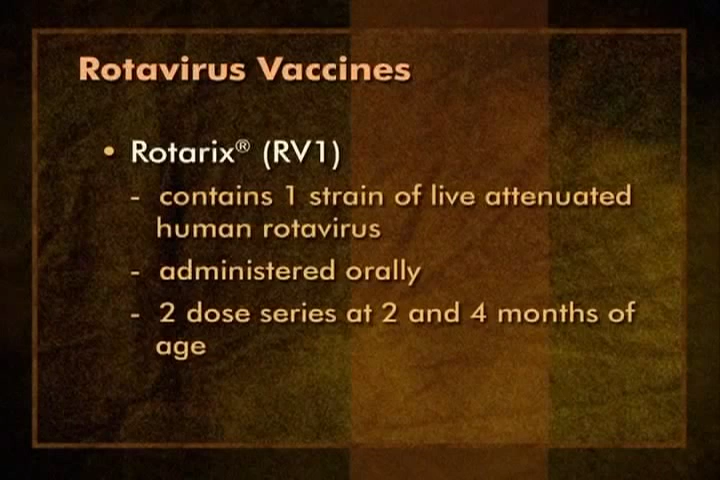 Rotavirus Vaccines
• Rotarix® (RV1)
- contains 1 strain of live attenuated
human rotavirus
- administered orally
- 2 dose series at 2 and 4 months of
age